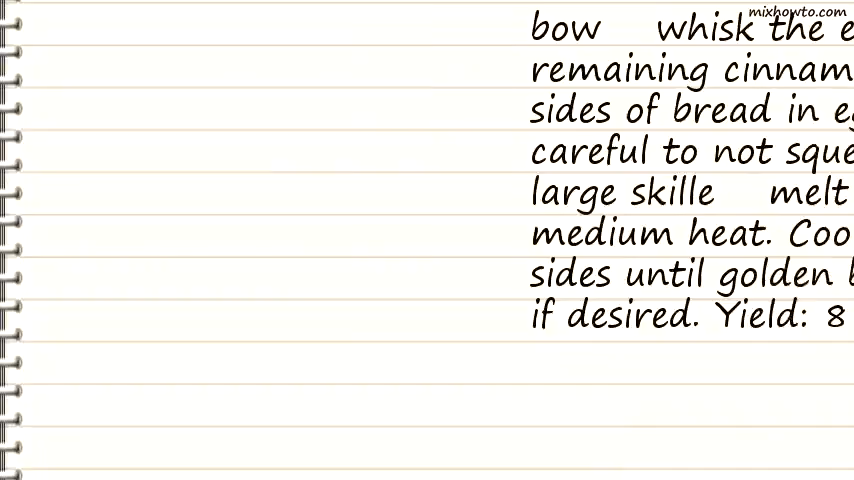 mixhowto.com
bow whisk the e
remaining cinnam
sides of bread in eg
careful to not sque
large skille melt
medium heat. Coo
sides until golden b
if desired. Yield: 8